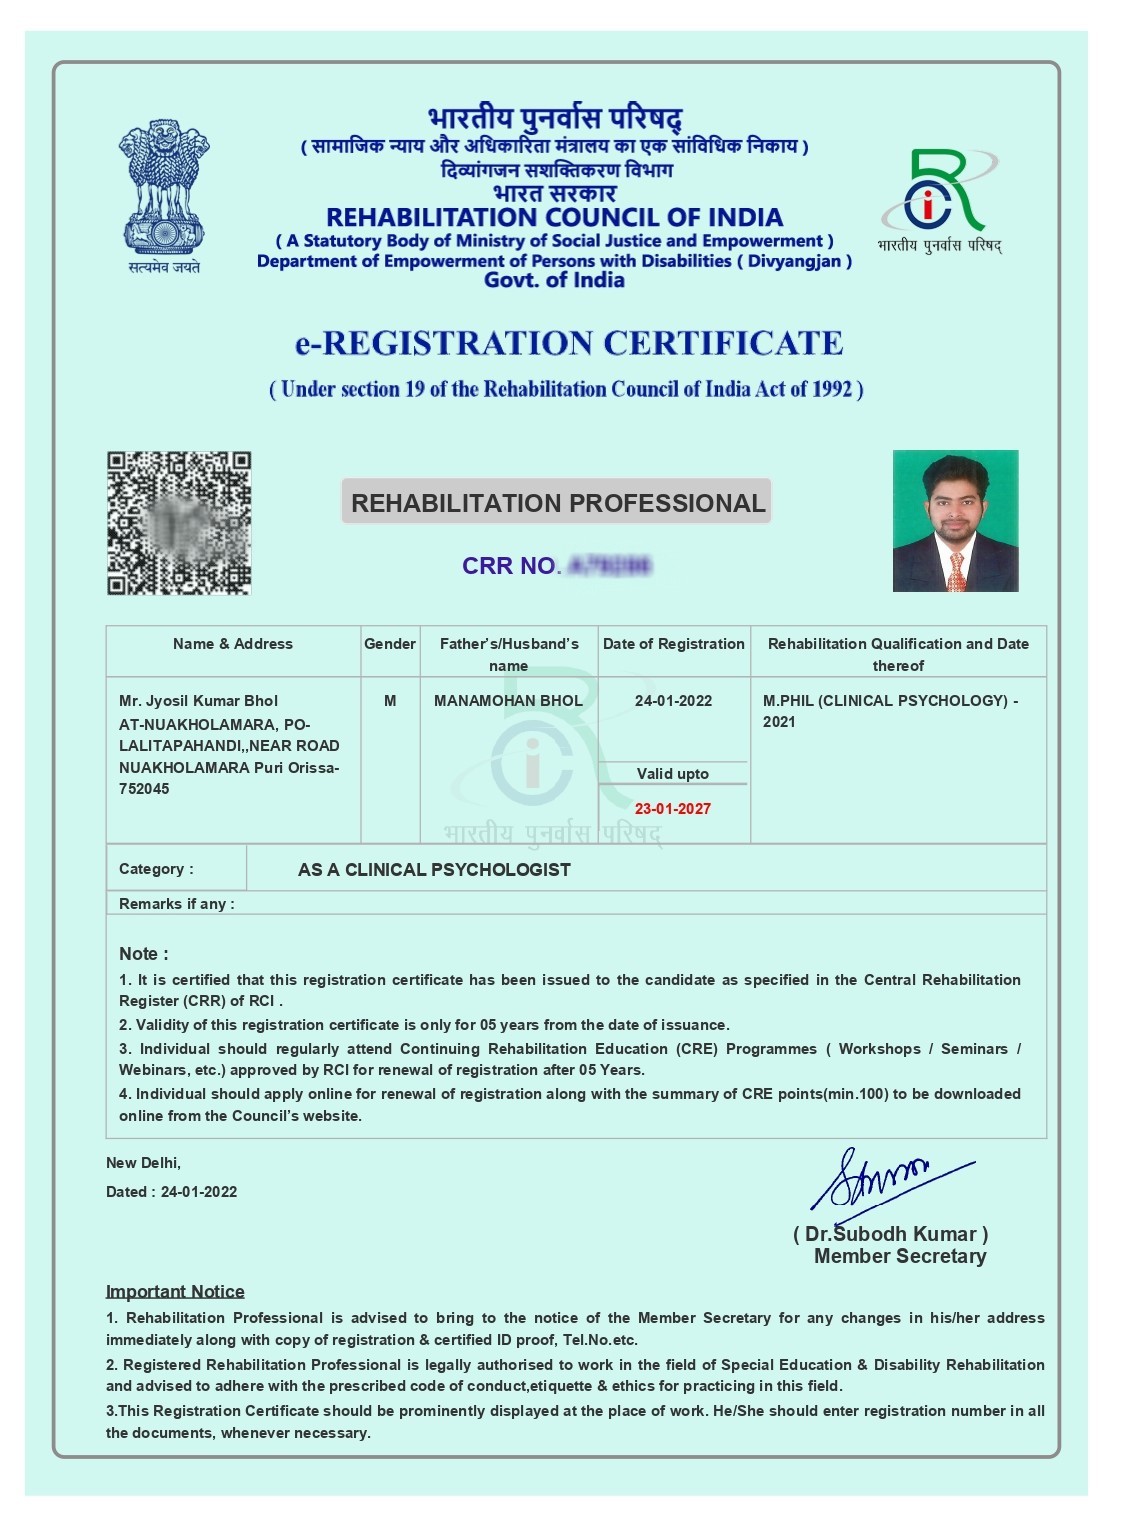 भारतीय पुनर्वास परिषद्
( सामाजिक न्याय और अधिकारिता मंत्रालय का एक सांविधिक निकाय )
दिव्यांगजन सशक्तिकरण विभाग
भारत सरकार
REHABILITATION COUNCIL OF INDIA
( A Statutory Body of Ministry of Social Justice and Empowerment )
Department of Empowerment of Persons with Disabilities ( Divyangjan )
Govt. of India
सत्यमेव जयते
RCi
भारतीय पुनर्वास परिषद्
e-REGISTRATION CERTIFICATE
( Under section 19 of the Rehabilitation Council of India Act of 1992 )
REHABILITATION PROFESSIONAL
CRR NO.
Name & Address
Gender
Father’s/Husband’s
name
Date of Registration
Rehabilitation Qualification and Date
thereof
Mr. Jyosil Kumar Bhol
AT-NUAKHOLAMARA, PO-
LALITAPAHANDI,,NEAR ROAD
NUAKHOLAMARA Puri Orissa-
752045
M
MANAMOHAN BHOL
24-01-2022
Valid upto
23-01-2027
M.PHIL (CLINICAL PSYCHOLOGY) -
2021
भारतीय पुनर्वास परिषद्
Category :
AS A CLINICAL PSYCHOLOGIST
Remarks if any :
Note :
1. It is certified that this registration certificate has been issued to the candidate as specified in the Central Rehabilitation
Register (CRR) of RCI .
2. Validity of this registration certificate is only for 05 years from the date of issuance.
3. Individual should regularly attend Continuing Rehabilitation Education (CRE) Programmes ( Workshops / Seminars /
Webinars, etc.) approved by RCI for renewal of registration after 05 Years.
4. Individual should apply online for renewal of registration along with the summary of CRE points(min.100) to be downloaded
online from the Council’s website.
New Delhi,
Dated : 24-01-2022
( Dr.Subodh Kumar )
Member Secretary
Important Notice
1. Rehabilitation Professional is advised to bring to the notice of the Member Secretary for any changes in his/her address
immediately along with copy of registration & certified ID proof, Tel.No.etc.
2. Registered Rehabilitation Professional is legally authorised to work in the field of Special Education & Disability Rehabilitation
and advised to adhere with the prescribed code of conduct,etiquette & ethics for practicing in this field.
3.This Registration Certificate should be prominently displayed at the place of work. He/She should enter registration number in all
the documents, whenever necessary.